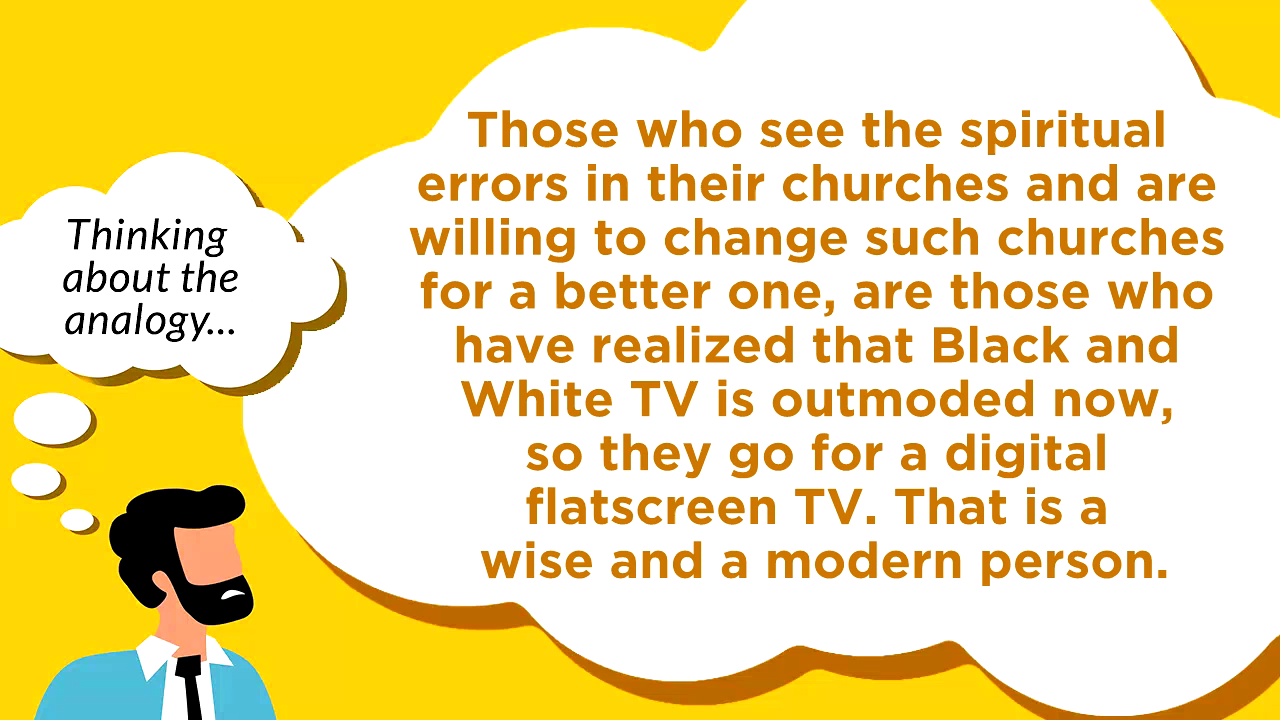 Thinking
about the
analogy...
Those who see the spiritual
errors in their churches and are
willing to change such churches
for a better one, are those who
have realized that Black and
White TV is outmoded now,
so they go for a digital
flatscreen TV. That is a
wise and a modern person.